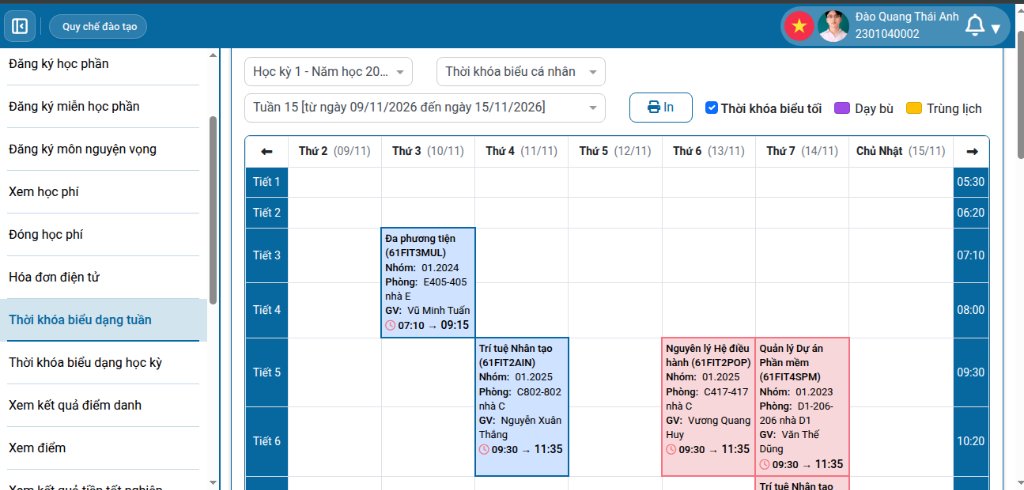 Quy chế đào tạo
Đào Quang Thái Anh
2301040002
Đăng ký học phần
Đăng ký miễn học phần
Đăng ký môn nguyện vọng
Xem học phí
Đóng học phí
Hóa đơn điện tử
Thời khóa biểu dạng tuần
Thời khóa biểu dạng học kỳ
Xem kết quả điểm danh
Xem điểm
Xem kết quả tiền tốt nghiệp
Học kỳ 1 - Năm học 20...
Thời khóa biểu cá nhân
Tuần 15 [từ ngày 09/11/2026 đến ngày 15/11/2026]
In
Thời khóa biểu tối
Dạy bù
Trùng lịch
← Thứ 2 (09/11) Thứ 3 (10/11) Thứ 4 (11/11) Thứ 5 (12/11) Thứ 6 (13/11) Thứ 7 (14/11) Chủ Nhật (15/11) →
Tiết 1 05:30
Tiết 2 06:20
Tiết 3 07:10
Đa phương tiện
(61FIT3MUL)
Nhóm: 01.2024
Phòng: E405-405
nhà E
GV: Vũ Minh Tuấn
07:10 → 09:15
Tiết 4 08:00
Tiết 5 09:30
Trí tuệ Nhân tạo
(61FIT2AIN)
Nhóm: 01.2025
Phòng: C802-802
nhà C
GV: Nguyễn Xuân
Thắng
09:30 → 11:35
Nguyên lý Hệ điều
hành (61FIT2POP)
Nhóm: 01.2025
Phòng: C417-417
nhà C
GV: Vương Quang
Huy
09:30 → 11:35
Quản lý Dự án
Phần mềm
(61FIT4SPM)
Nhóm: 01.2023
Phòng: D1-206-
206 nhà D1
GV: Văn Thế
Dũng
09:30 → 11:35
Tiết 6 10:20
Trí tuệ Nhân tạo